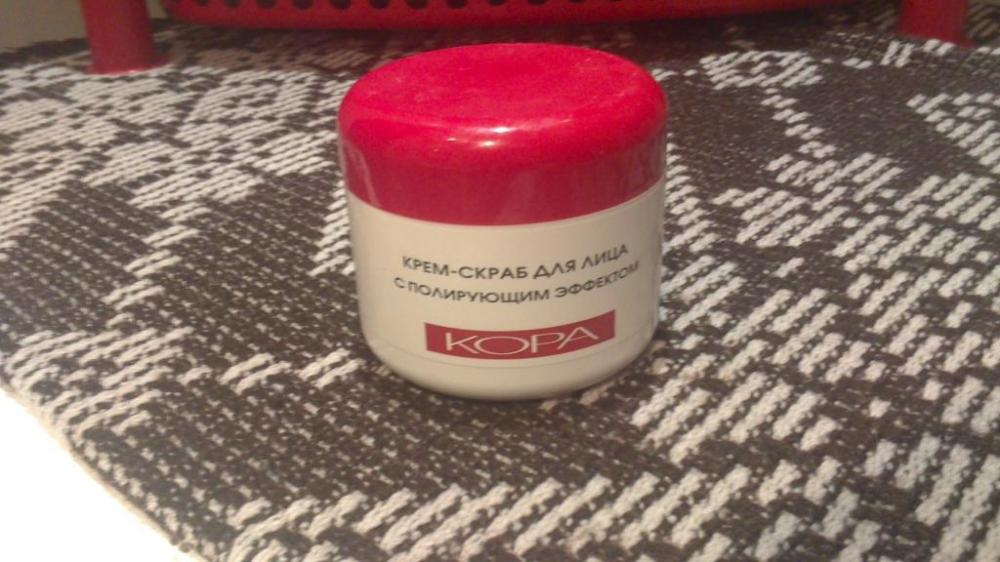 КРЕМ-СКРАБ ДЛЯ ЛИЦА
С ПОЛИРУЮЩИМ ЭФФЕКТОМ
КОРА